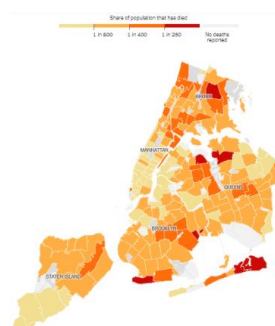 Share of population that has died
1 in 600 1 in 400 1 in 250 No deaths reported
BRONX
MANHATTAN
QUEENS
BROOKLYN
STATEN ISLAND